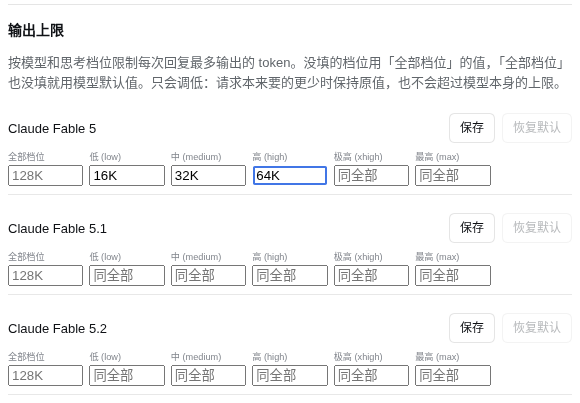 输出上限
按模型和思考档位限制每次回复最多输出的 token。没填的档位用「全部档位」的值，「全部档位」
也没填就用模型默认值。只会调低：请求本来要的更少时保持原值，也不会超过模型本身的上限。
Claude Fable 5 保存 恢复默认
全部档位 低 (low) 中 (medium) 高 (high) 极高 (xhigh) 最高 (max)
128K 16K 32K 64K 同全部 同全部
Claude Fable 5.1 保存 恢复默认
全部档位 低 (low) 中 (medium) 高 (high) 极高 (xhigh) 最高 (max)
128K 同全部 同全部 同全部 同全部 同全部
Claude Fable 5.2 保存 恢复默认
全部档位 低 (low) 中 (medium) 高 (high) 极高 (xhigh) 最高 (max)
128K 同全部 同全部 同全部 同全部 同全部